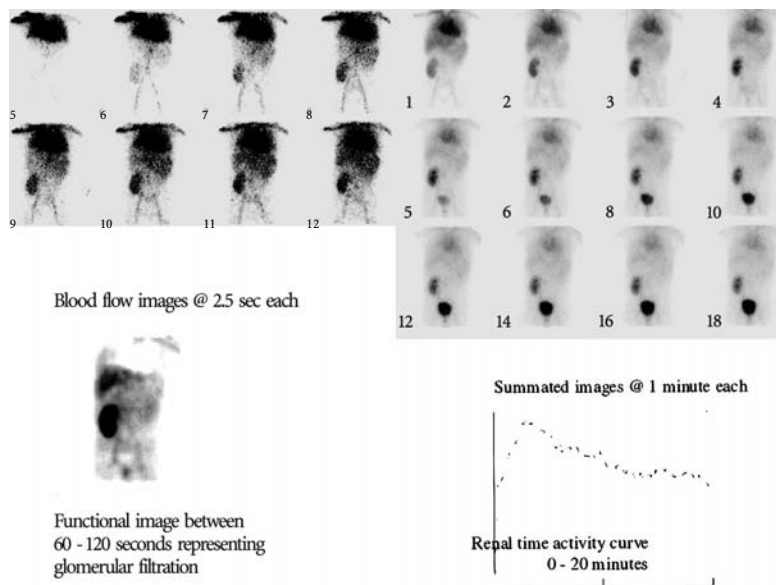 5 6 7 8
9 10 11 12
1 2 3 4
5 6 8 10
12 14 16 18
Blood flow images @ 2.5 sec each
Functional image between
60 - 120 seconds representing
glomerular filtration
Summated images @ 1 minute each
Renal time activity curve
0 - 20 minutes